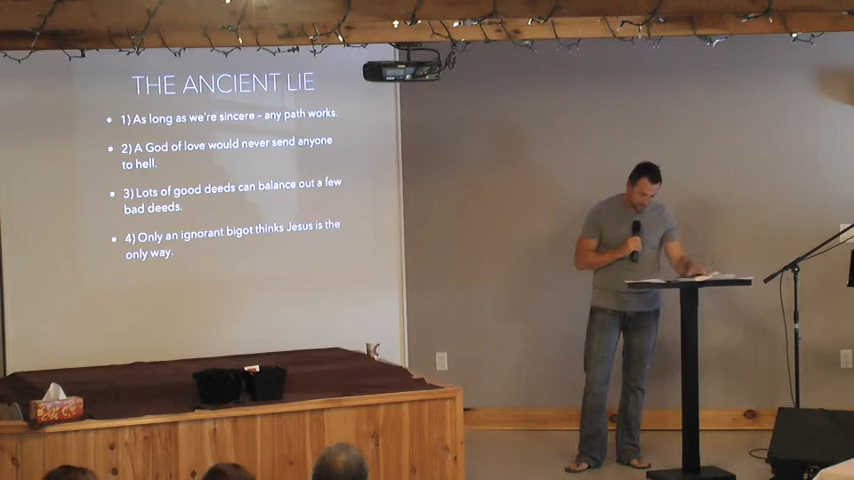 THE ANCIENT LIE
• 1) As long as we're sincere - any path works.
• 2) A God of love would never send anyone
to hell.
• 3) Lots of good deeds can balance out a few
bad deeds.
• 4) Only an ignorant bigot thinks Jesus is the
only way.